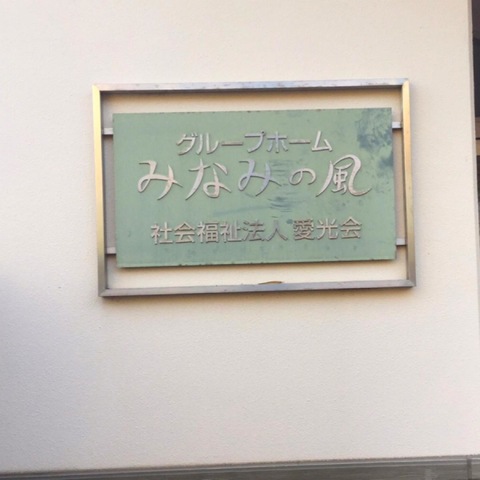 グループホーム
みなみの風
社会福祉法人 愛光会